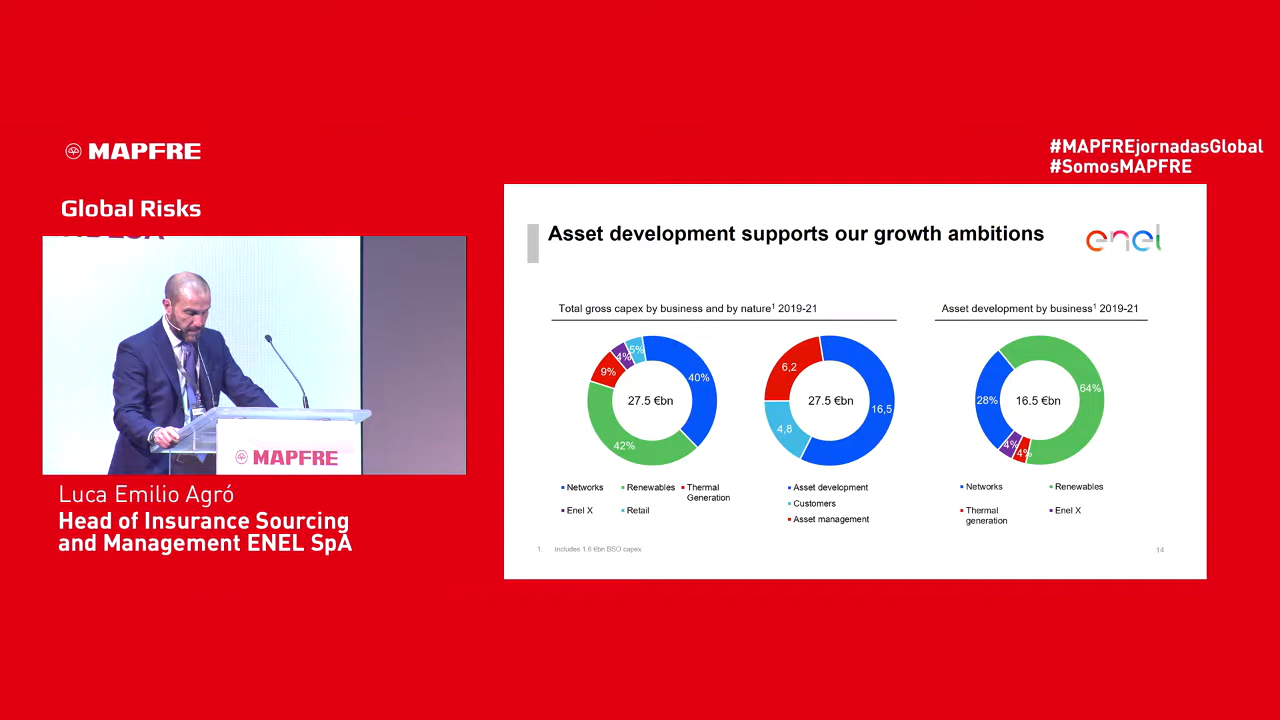 MAPFRE
#MAPFREjornadasGlobal
#SomosMAPFRE
Global Risks
MAPFRE
Luca Emilio Agró
Head of Insurance Sourcing
and Management ENEL SpA
Asset development supports our growth ambitions
enel
Total gross capex by business and by nature¹ 2019-21
Asset development by business¹ 2019-21
40%
42%
9%
4%
5%
27.5 €bn
6,2
4,8
16,5
27.5 €bn
64%
28%
4%
4%
16.5 €bn
Networks
Renewables
Thermal
Generation
Enel X
Retail
Asset development
Customers
Asset management
Networks
Renewables
Thermal
generation
Enel X
1. Includes 1.6 €bn BSO capex
14